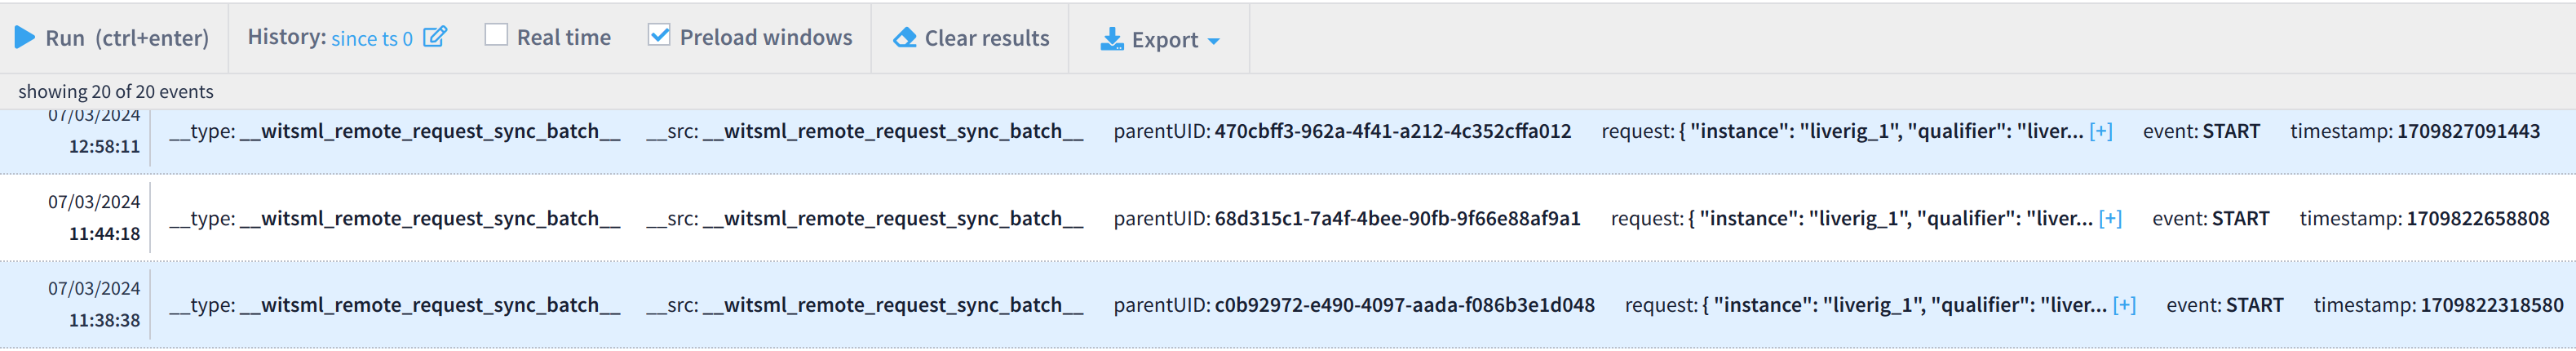 Run (ctrl+enter) History: since ts 0 Real time Preload windows Clear results Export
showing 20 of 20 events
07/03/2024
12:58:11 __type: __witsml_remote_request_sync_batch__ __src: __witsml_remote_request_sync_batch__ parentUID: 470cbff3-962a-4f41-a212-4c352cffa012 request: { "instance": "liverig_1", "qualifier": "liver... [+] event: START timestamp: 1709827091443
07/03/2024
11:44:18 __type: __witsml_remote_request_sync_batch__ __src: __witsml_remote_request_sync_batch__ parentUID: 68d315c1-7a4f-4bee-90fb-9f66e88af9a1 request: { "instance": "liverig_1", "qualifier": "liver... [+] event: START timestamp: 1709822658808
07/03/2024
11:38:38 __type: __witsml_remote_request_sync_batch__ __src: __witsml_remote_request_sync_batch__ parentUID: c0b92972-e490-4097-aada-f086b3e1d048 request: { "instance": "liverig_1", "qualifier": "liver... [+] event: START timestamp: 1709822318580